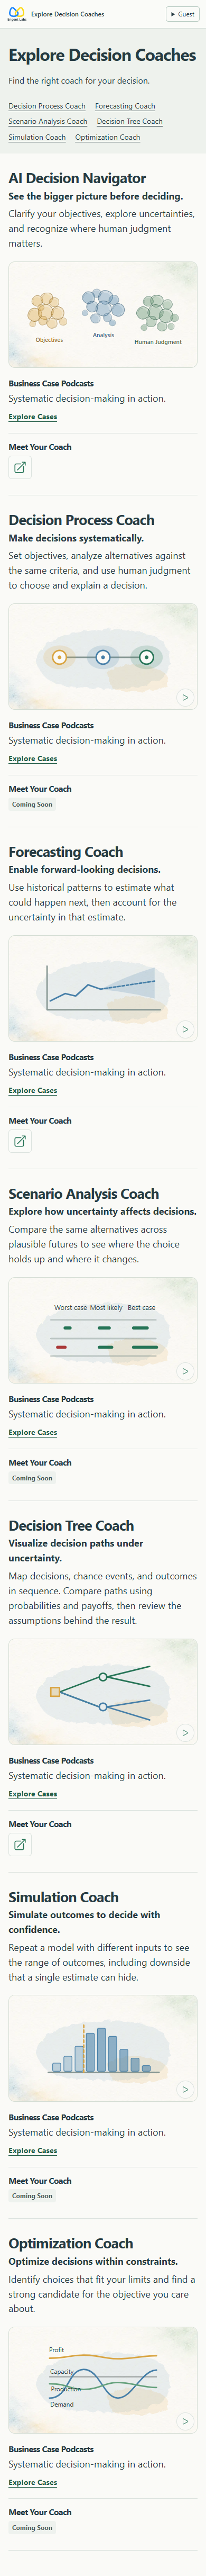 Impact Labs
Explore Decision Coaches
▸ Guest
Explore Decision Coaches
Find the right coach for your decision.
Decision Process Coach Forecasting Coach
Scenario Analysis Coach Decision Tree Coach
Simulation Coach Optimization Coach
AI Decision Navigator
See the bigger picture before deciding.
Clarify your objectives, explore uncertainties,
and recognize where human judgment
matters.
Objectives
Analysis
Human Judgment
Business Case Podcasts
Systematic decision-making in action.
Explore Cases
Meet Your Coach
Decision Process Coach
Make decisions systematically.
Set objectives, analyze alternatives against
the same criteria, and use human judgment
to choose and explain a decision.
Business Case Podcasts
Systematic decision-making in action.
Explore Cases
Meet Your Coach
Coming Soon
Forecasting Coach
Enable forward-looking decisions.
Use historical patterns to estimate what
could happen next, then account for the
uncertainty in that estimate.
Business Case Podcasts
Systematic decision-making in action.
Explore Cases
Meet Your Coach
Scenario Analysis Coach
Explore how uncertainty affects decisions.
Compare the same alternatives across
plausible futures to see where the choice
holds up and where it changes.
Worst case Most likely Best case
Business Case Podcasts
Systematic decision-making in action.
Explore Cases
Meet Your Coach
Coming Soon
Decision Tree Coach
Visualize decision paths under
uncertainty.
Map decisions, chance events, and outcomes
in sequence. Compare paths using
probabilities and payoffs, then review the
assumptions behind the result.
Business Case Podcasts
Systematic decision-making in action.
Explore Cases
Meet Your Coach
Simulation Coach
Simulate outcomes to decide with
confidence.
Repeat a model with different inputs to see
the range of outcomes, including downside
that a single estimate can hide.
Business Case Podcasts
Systematic decision-making in action.
Explore Cases
Meet Your Coach
Coming Soon
Optimization Coach
Optimize decisions within constraints.
Identify choices that fit your limits and find a
strong candidate for the objective you care
about.
Profit
Capacity
Production
Demand
Business Case Podcasts
Systematic decision-making in action.
Explore Cases
Meet Your Coach
Coming Soon